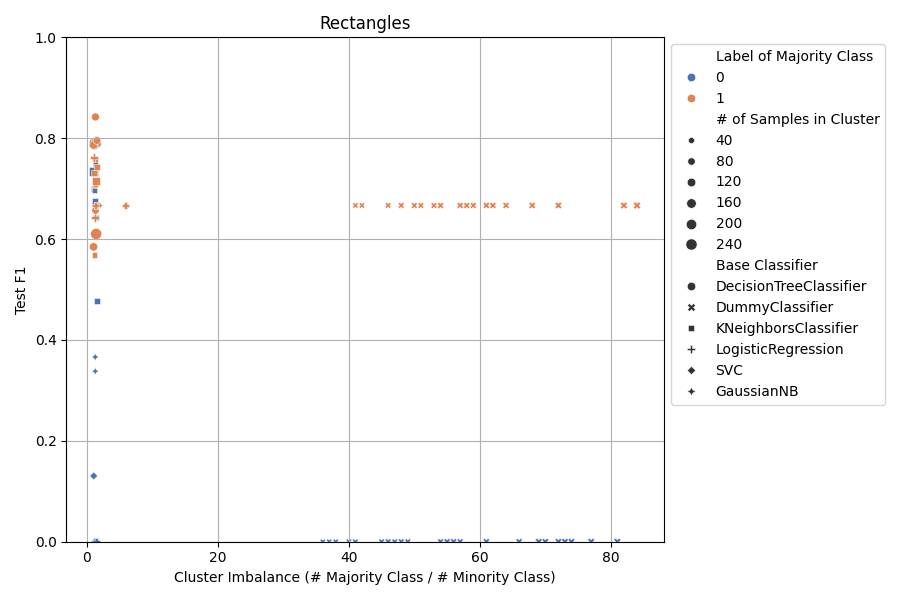 Rectangles
Test F1
1.0
0.8
0.6
0.4
0.2
0.0
0
20
40
60
80
Cluster Imbalance (# Majority Class / # Minority Class)
Label of Majority Class
0
1
# of Samples in Cluster
40
80
120
160
200
240
Base Classifier
DecisionTreeClassifier
DummyClassifier
KNeighborsClassifier
LogisticRegression
SVC
GaussianNB